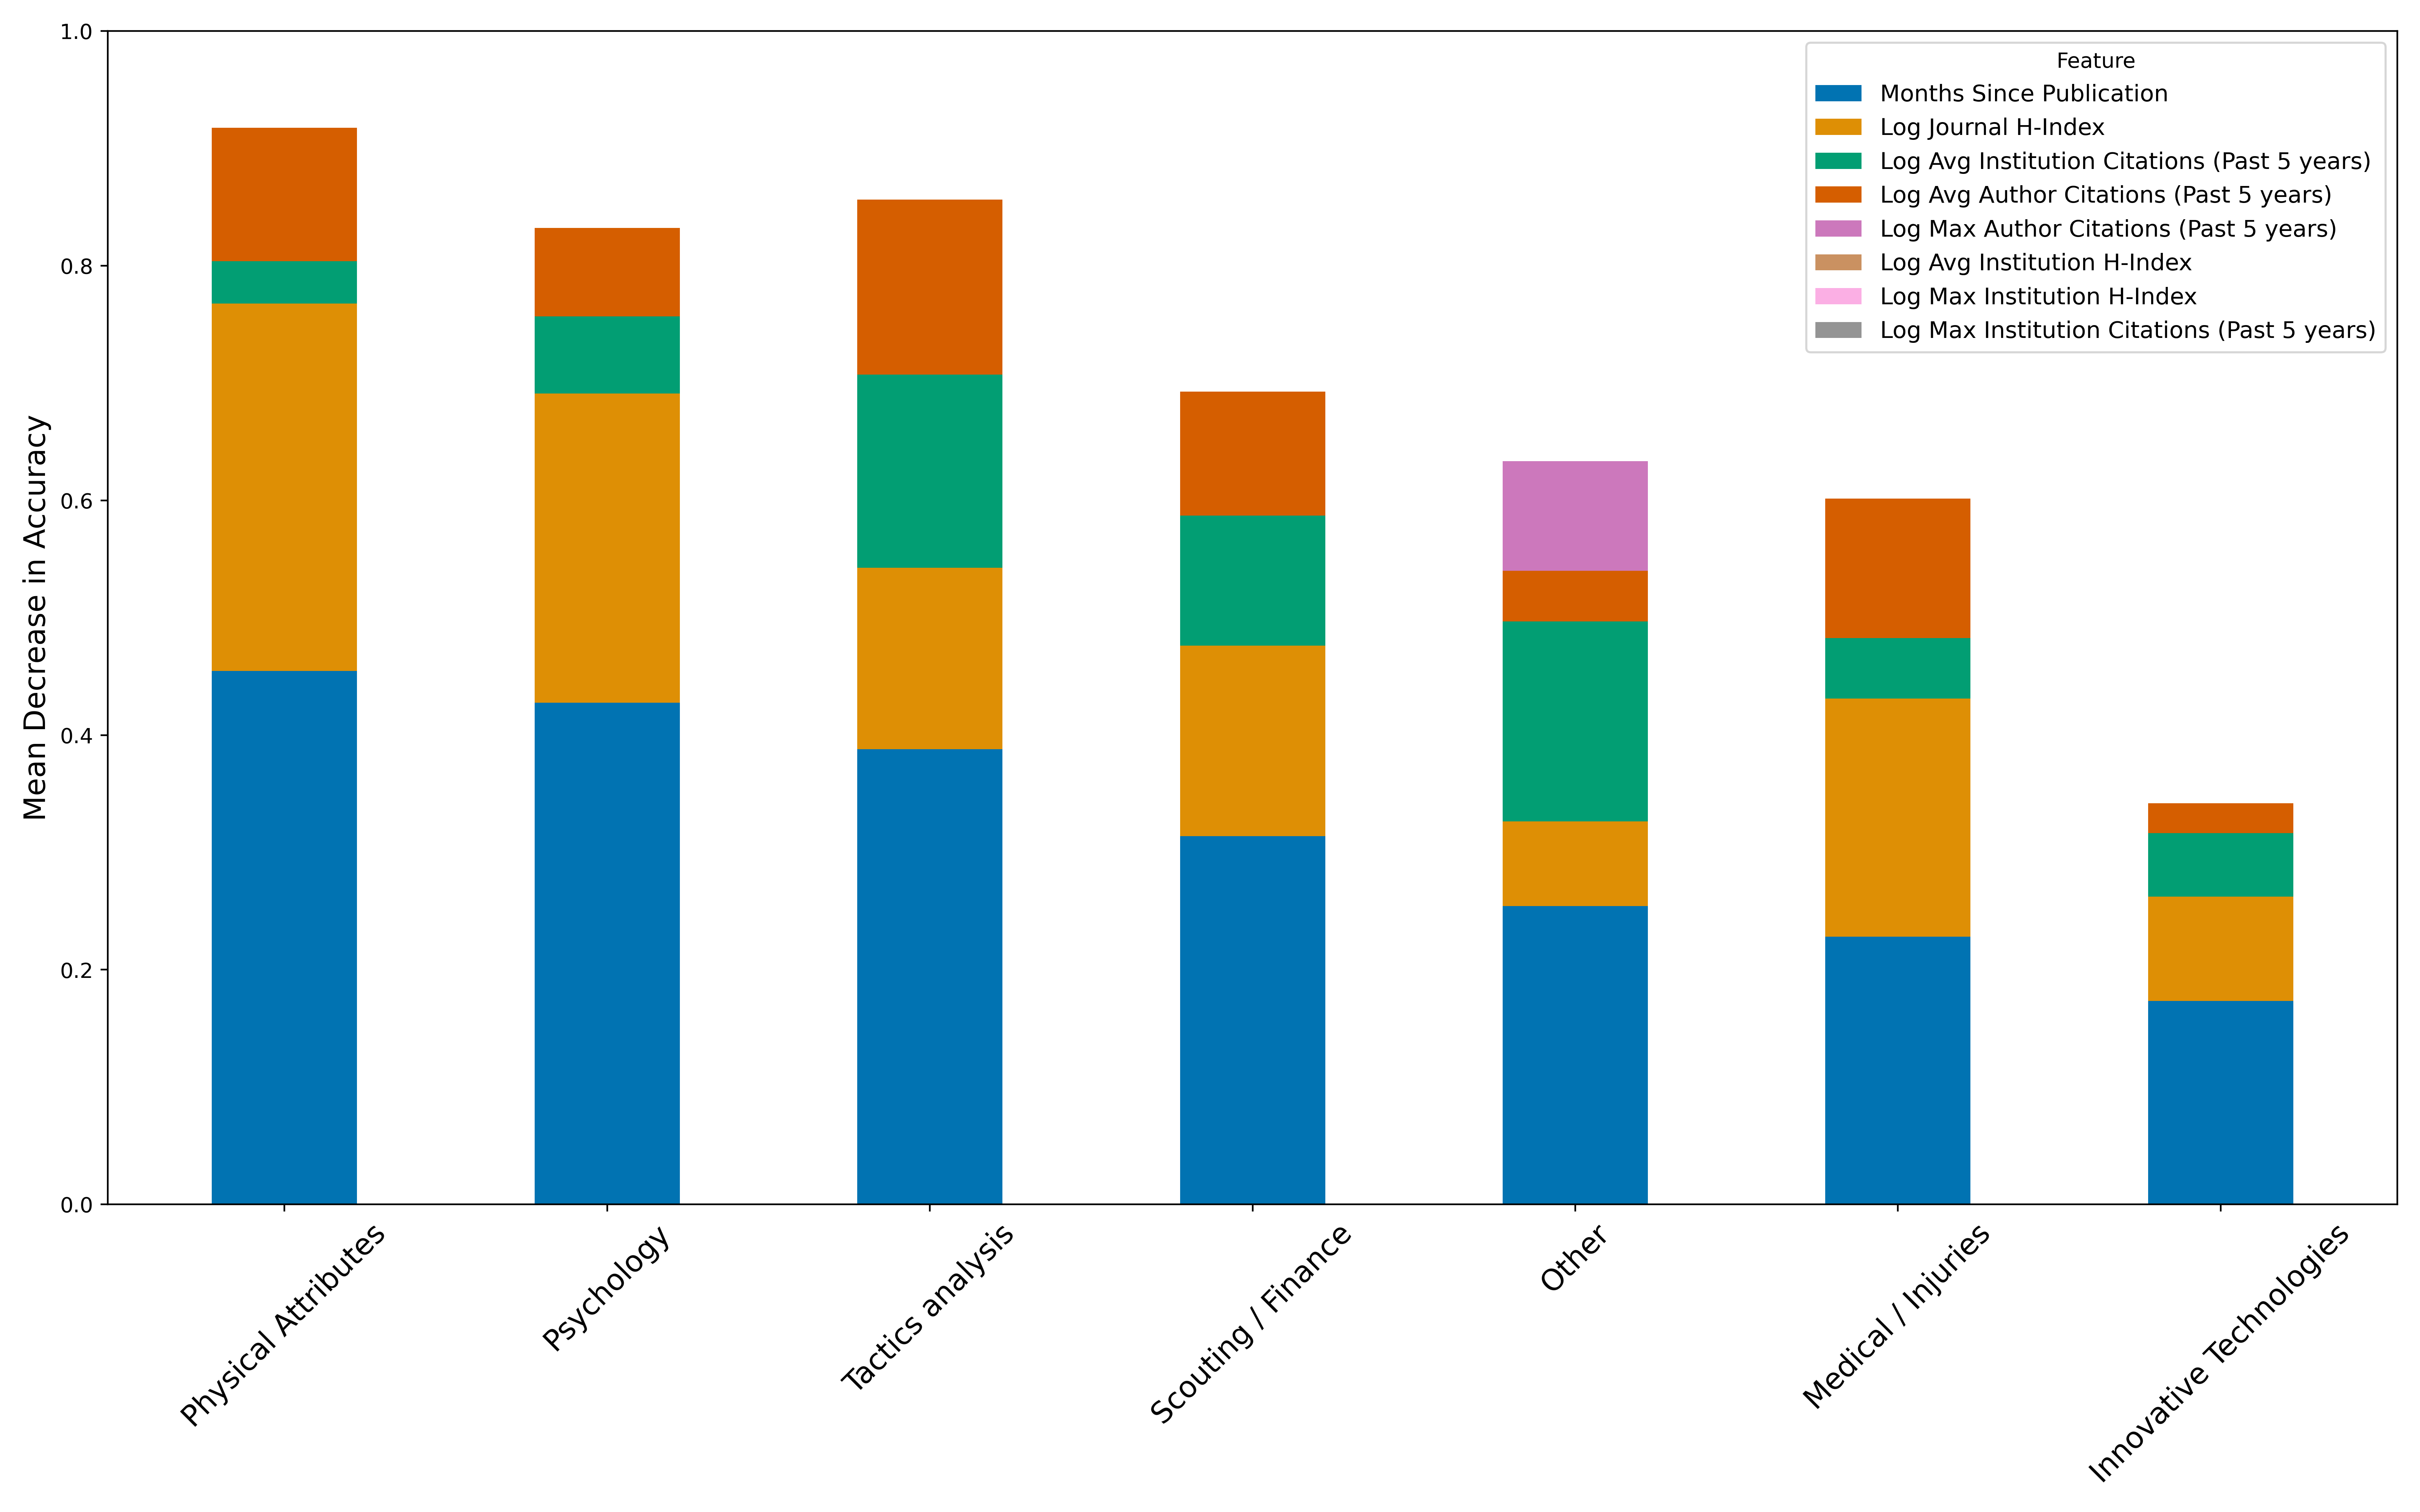 1.0
0.8
0.6
0.4
0.2
0.0
Mean Decrease in Accuracy
Feature
Months Since Publication
Log Journal H-Index
Log Avg Institution Citations (Past 5 years)
Log Avg Author Citations (Past 5 years)
Log Max Author Citations (Past 5 years)
Log Avg Institution H-Index
Log Max Institution H-Index
Log Max Institution Citations (Past 5 years)
Physical Attributes
Psychology
Tactics analysis
Scouting / Finance
Other
Medical / Injuries
Innovative Technologies